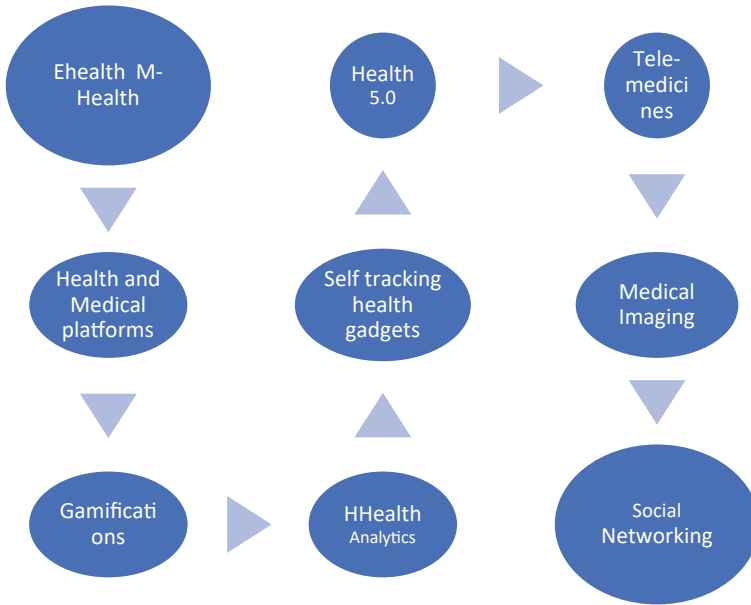 Ehealth M-
Health
Health and
Medical
platforms
Gamificati
ons
HHealth
Analytics
Self tracking
health
gadgets
Health
5.0
Tele-
medici
nes
Medical
Imaging
Social
Networking